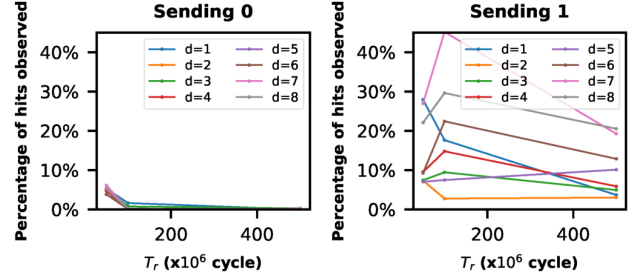 Sending 0
Percentage of hits observed
40%
30%
20%
10%
0%
d=1 d=5
d=2 d=6
d=3 d=7
d=4 d=8
200 400
T_r (x10^6 cycle)
Sending 1
Percentage of hits observed
40%
30%
20%
10%
0%
d=1 d=5
d=2 d=6
d=3 d=7
d=4 d=8
200 400
T_r (x10^6 cycle)